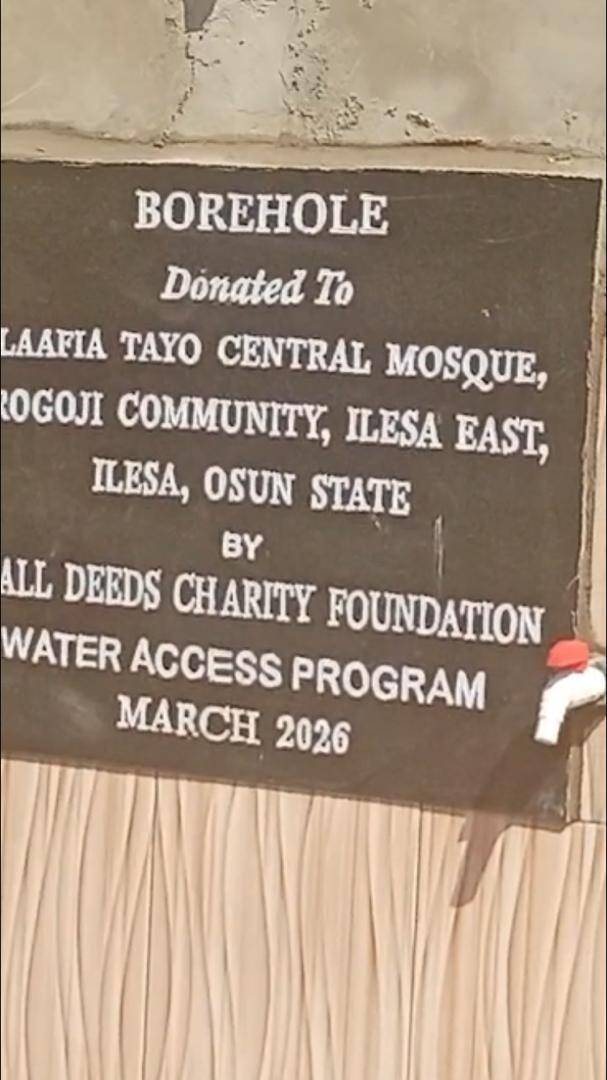 BOREHOLE
Donated To
LAAFIA TAYO CENTRAL MOSQUE,
ROGOJI COMMUNITY, ILESA EAST,
ILESA, OSUN STATE
BY
ALL DEEDS CHARITY FOUNDATION
WATER ACCESS PROGRAM
MARCH 2026